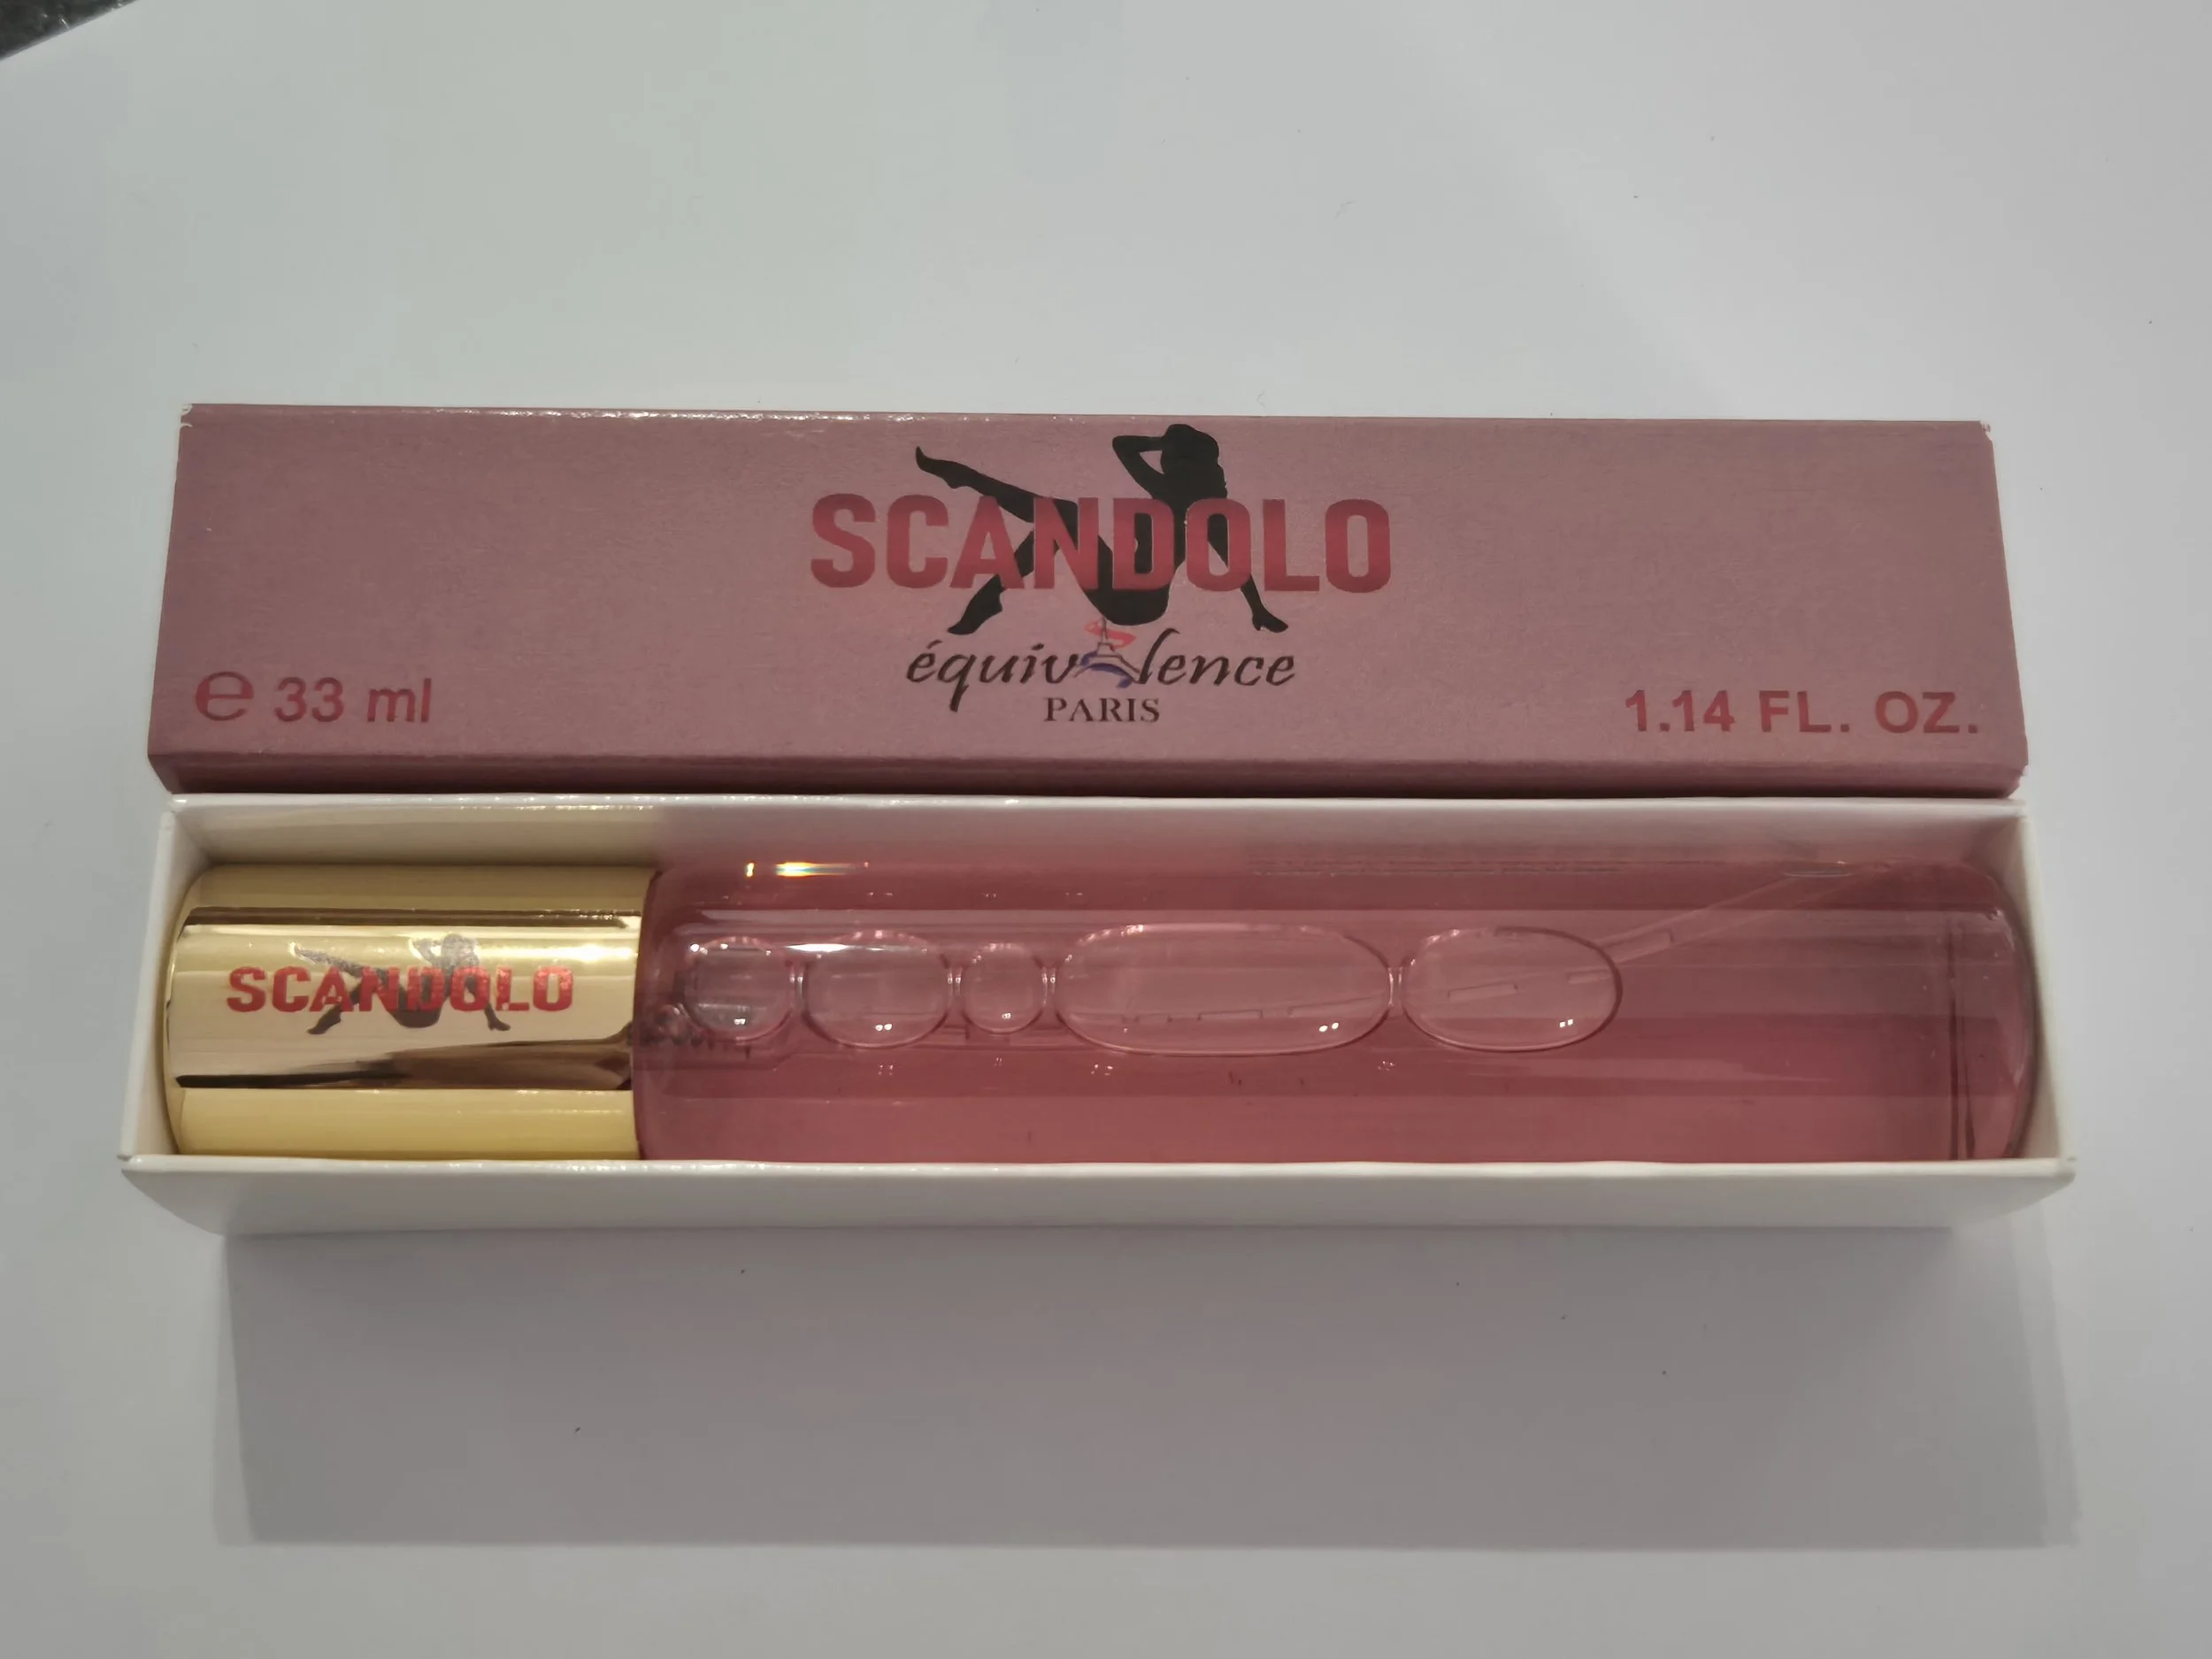 SCANDOLO
équivalence
PARIS
℮ 33 ml
1.14 FL. OZ.
SCANDOLO